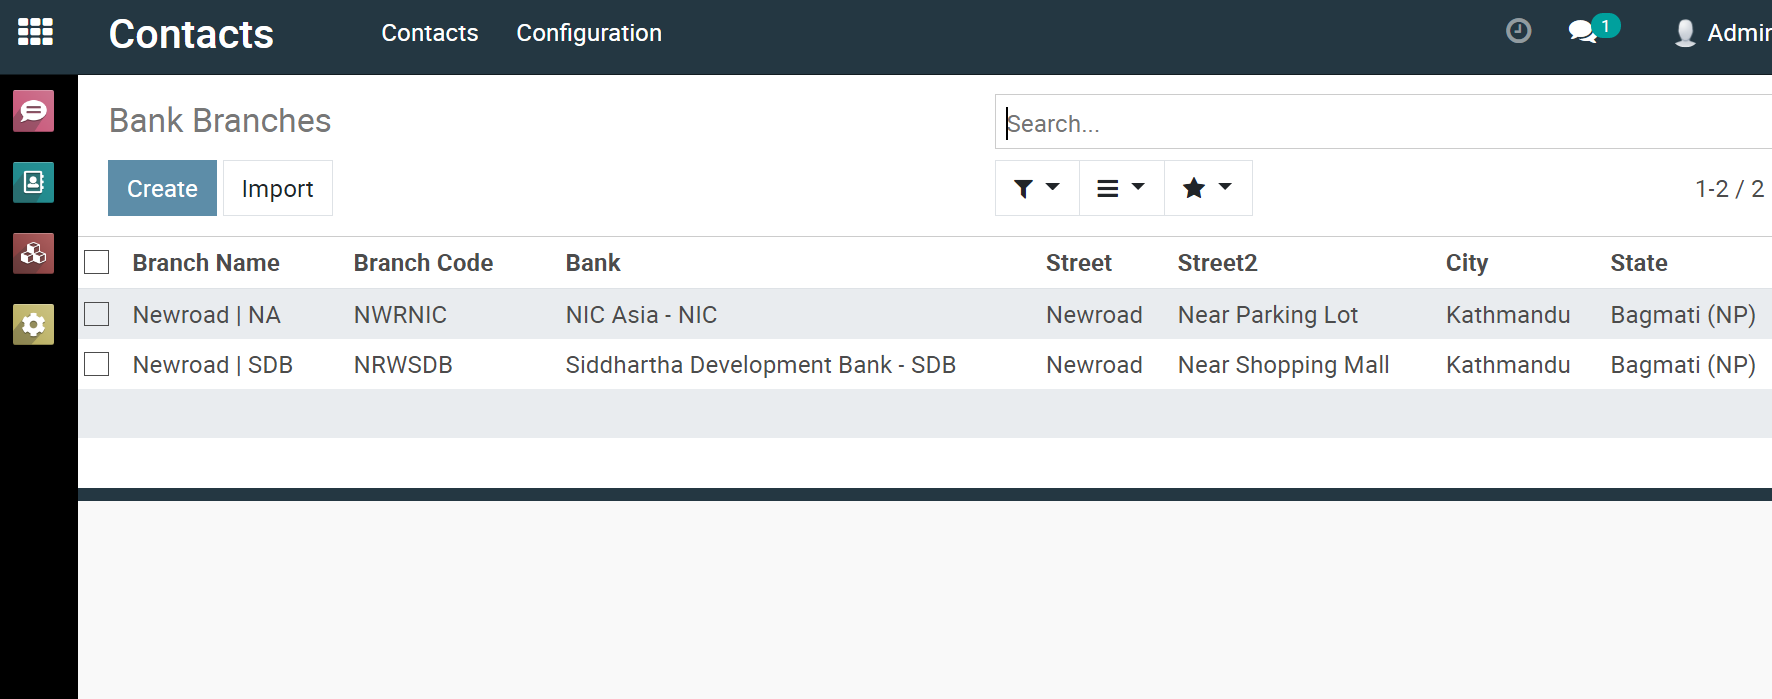 Contacts Contacts Configuration 1 Admin
Bank Branches Search...
Create Import 1-2 / 2
Branch Name Branch Code Bank Street Street2 City State
Newroad | NA NWRNIC NIC Asia - NIC Newroad Near Parking Lot Kathmandu Bagmati (NP)
Newroad | SDB NRWSDB Siddhartha Development Bank - SDB Newroad Near Shopping Mall Kathmandu Bagmati (NP)